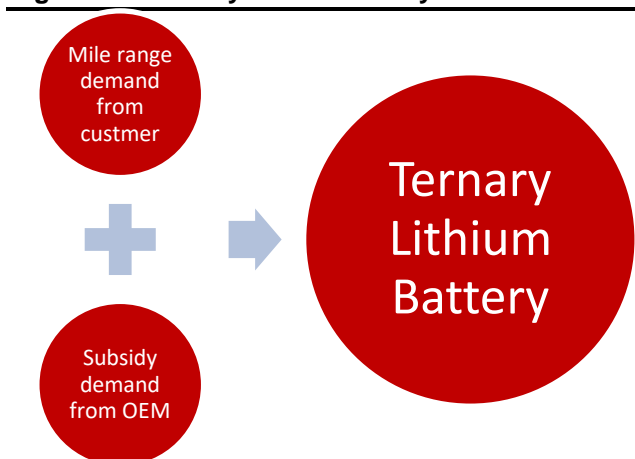 Mile range
demand
from
custmer
Ternary
Lithium
Battery
Subsidy
demand
from OEM